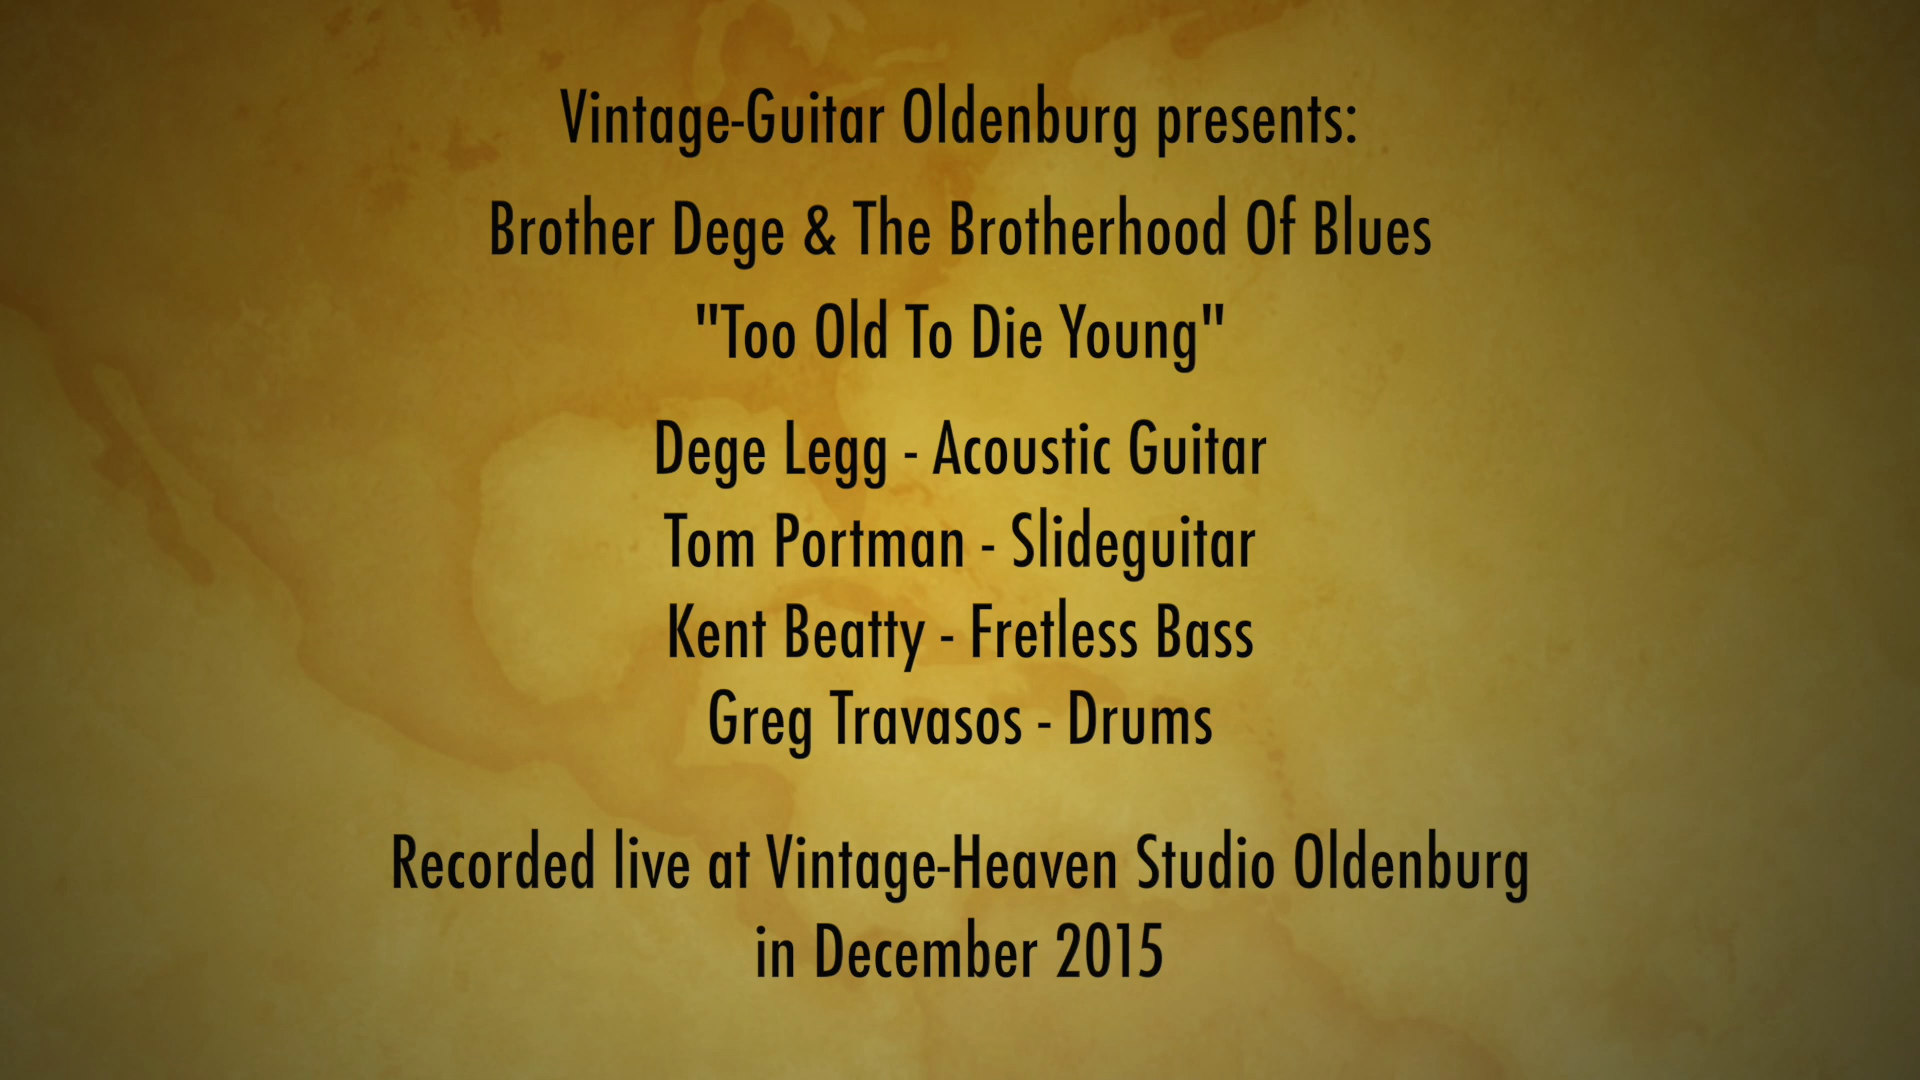 Vintage-Guitar Oldenburg presents:
Brother Dege & The Brotherhood Of Blues
"Too Old To Die Young"
Dege Legg - Acoustic Guitar
Tom Portman - Slideguitar
Kent Beatty - Fretless Bass
Greg Travasos - Drums
Recorded live at Vintage-Heaven Studio Oldenburg
in December 2015